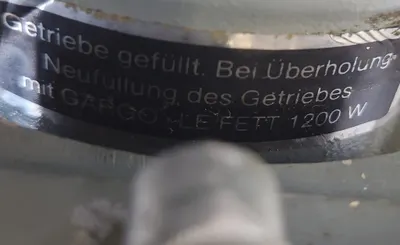 Getriebe gefüllt. Bei Überholung
Neufüllung des Getriebes
mit FETT 1200 W